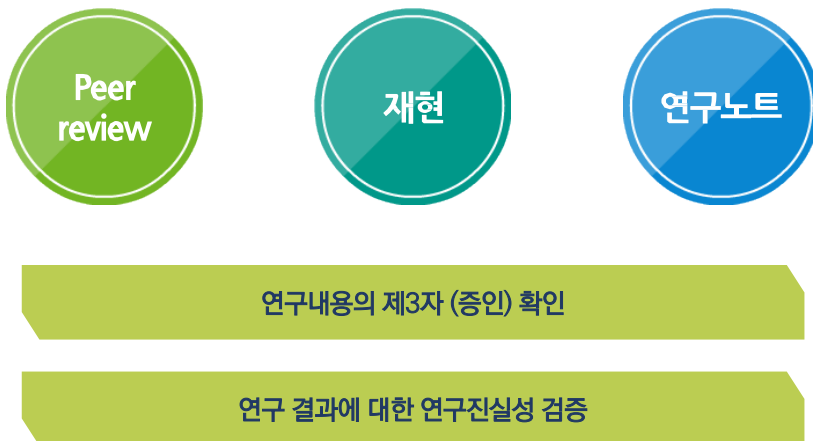 Peer
review
재현
연구노트
연구내용의 제3자 (증인) 확인
연구 결과에 대한 연구진실성 검증